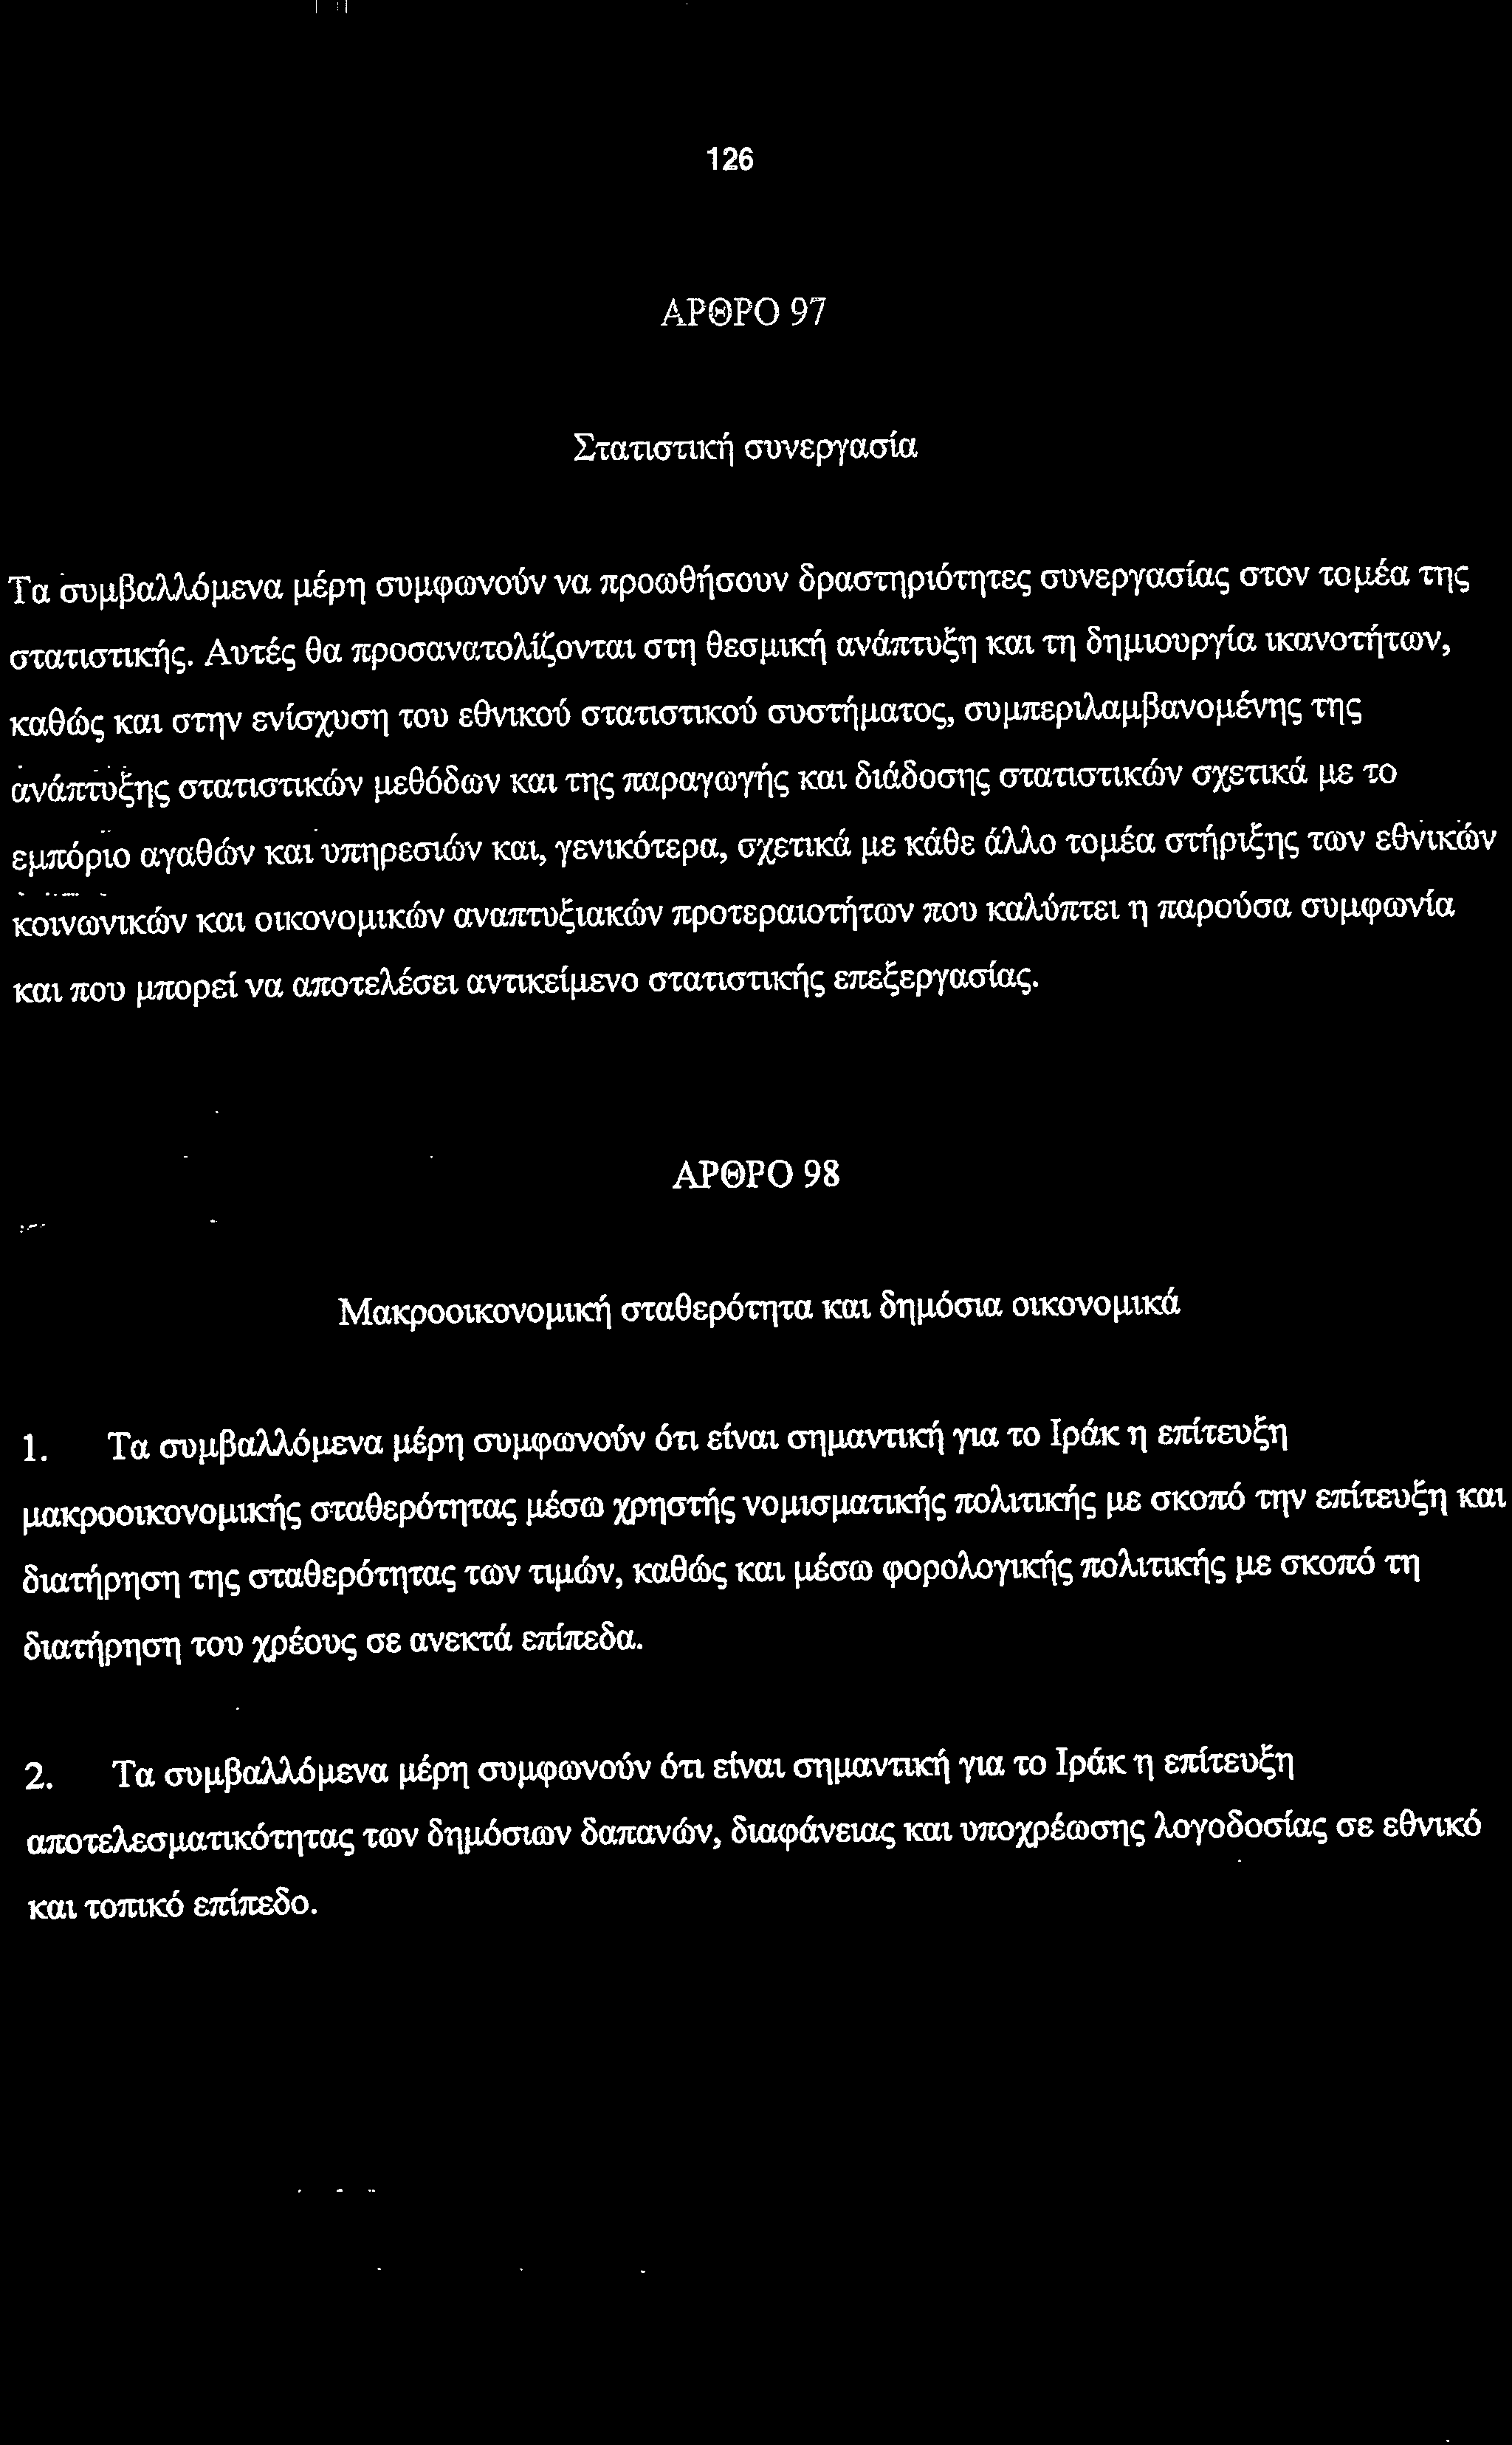 126
ΑΡΘΡΟ 97
Στατιστική συνεργασία
Τα συμβαλλόμενα μέρη συμφωνούν να προωθήσουν δραστηριότητες συνεργασίας στον τομέα της
στατιστικής. Αυτές θα προσανατολίζονται στη θεσμική ανάπτυξη και τη δημιουργία ικανοτήτων,
καθώς και στην ενίσχυση του εθνικού στατιστικού συστήματος, συμπεριλαμβανομένης της
ανάπτυξης στατιστικών μεθόδων και της παραγωγής και διάδοσης στατιστικών σχετικά με το
εμπόριο αγαθών και υπηρεσιών και, γενικότερα, σχετικά με κάθε άλλο τομέα στήριξης των εθνικών
κοινωνικών και οικονομικών αναπτυξιακών προτεραιοτήτων που καλύπτει η παρούσα συμφωνία
και που μπορεί να αποτελέσει αντικείμενο στατιστικής επεξεργασίας.
ΑΡΘΡΟ 98
Μακροοικονομική σταθερότητα και δημόσια οικονομικά
1. Τα συμβαλλόμενα μέρη συμφωνούν ότι είναι σημαντική για το Ιράκ η επίτευξη
μακροοικονομικής σταθερότητας μέσω χρηστής νομισματικής πολιτικής με σκοπό την επίτευξη και
διατήρηση της σταθερότητας των τιμών, καθώς και μέσω φορολογικής πολιτικής με σκοπό τη
διατήρηση του χρέους σε ανεκτά επίπεδα.
2. Τα συμβαλλόμενα μέρη συμφωνούν ότι είναι σημαντική για το Ιράκ η επίτευξη
αποτελεσματικότητας των δημόσιων δαπανών, διαφάνειας και υποχρέωσης λογοδοσίας σε εθνικό
και τοπικό επίπεδο.